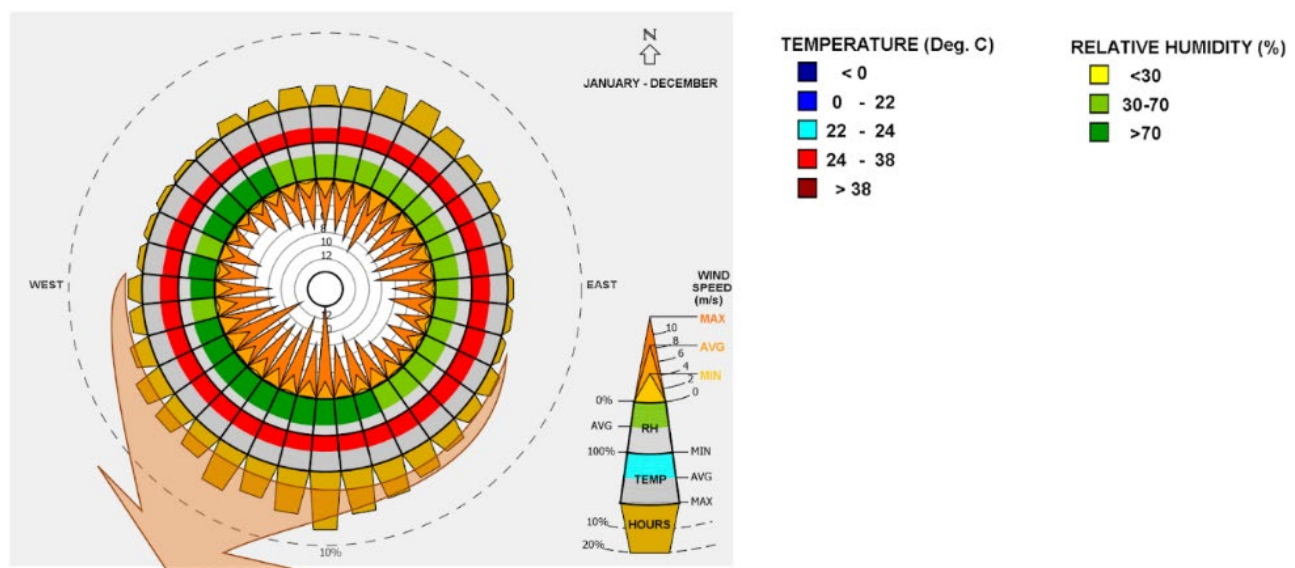 N
JANUARY - DECEMBER
WEST
EAST
8
10
12
12
10%
WIND
SPEED
(m/s)
MAX
10
8
AVG
6
4
MIN
2
0
0%
AVG
RH
100%
MIN
TEMP
AVG
MAX
HOURS
10%
20%
TEMPERATURE (Deg. C)
< 0
0 - 22
22 - 24
24 - 38
> 38
RELATIVE HUMIDITY (%)
<30
30-70
>70